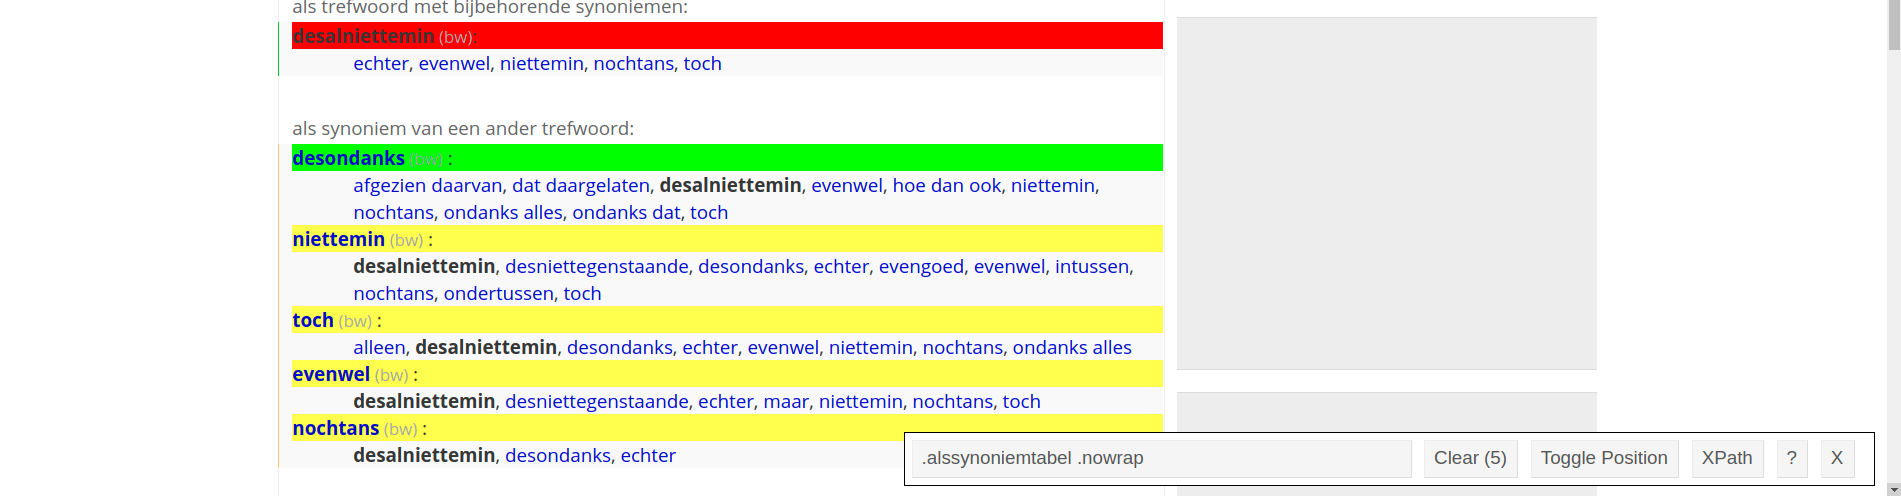 als trefwoord met bijbehorende synoniemen:
desalniettemin (bw):
echter, evenwel, niettemin, nochtans, toch
als synoniem van een ander trefwoord:
desondanks (bw) :
afgezien daarvan, dat daargelaten, desalniettemin, evenwel, hoe dan ook, niettemin,
nochtans, ondanks alles, ondanks dat, toch
niettemin (bw) :
desalniettemin, desniettegenstaande, desondanks, echter, evengoed, evenwel, intussen,
nochtans, ondertussen, toch
toch (bw) :
alleen, desalniettemin, desondanks, echter, evenwel, niettemin, nochtans, ondanks alles
evenwel (bw) :
desalniettemin, desniettegenstaande, echter, maar, niettemin, nochtans, toch
nochtans (bw) :
desalniettemin, desondanks, echter
.alssynoniemtabel .nowrap Clear (5) Toggle Position XPath ? X